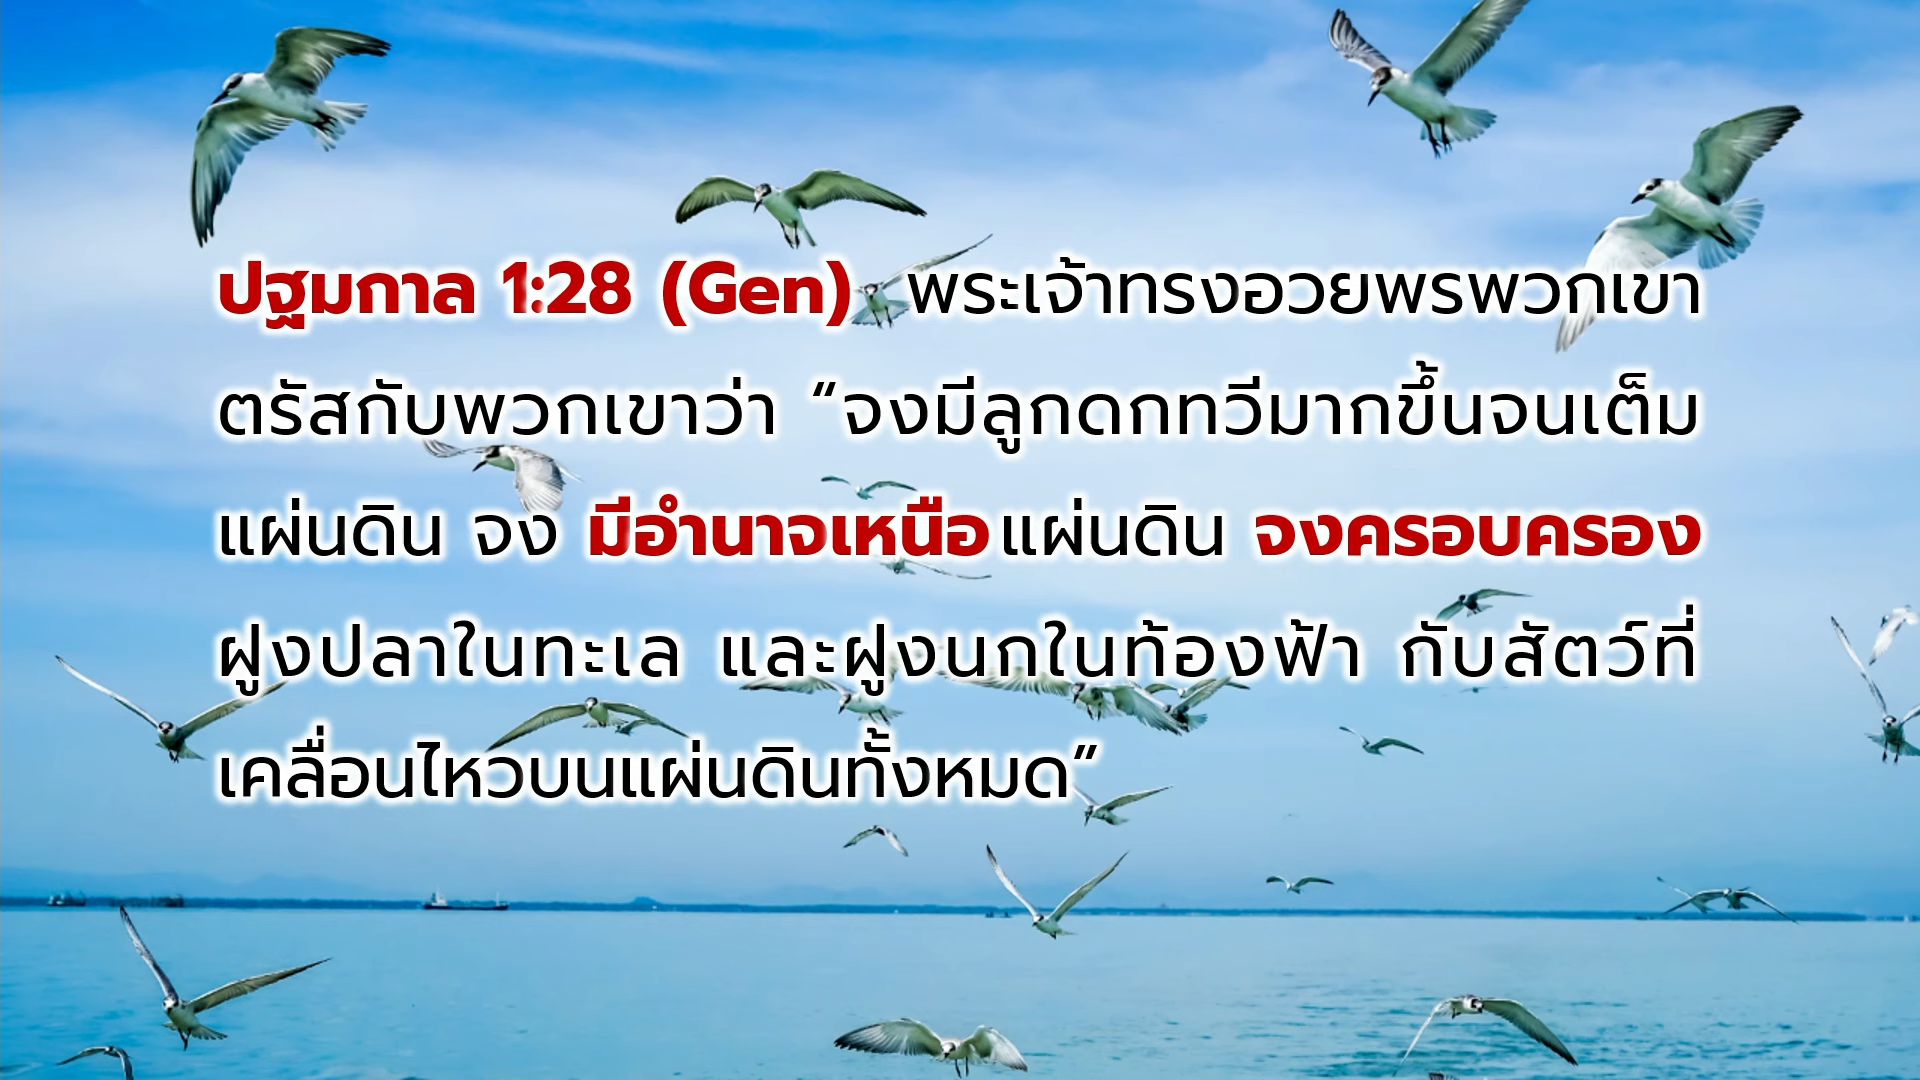 ปฐมกาล 1:28 (Gen) พระเจ้าทรงอวยพรพวกเขา
ตรัสกับพวกเขาว่า “จงมีลูกดกทวีมากขึ้นจนเต็ม
แผ่นดิน จง มีอำนาจเหนือแผ่นดิน จงครอบครอง
ฝูงปลาในทะเล และฝูงนกในท้องฟ้า กับสัตว์ที่
เคลื่อนไหวบนแผ่นดินทั้งหมด”